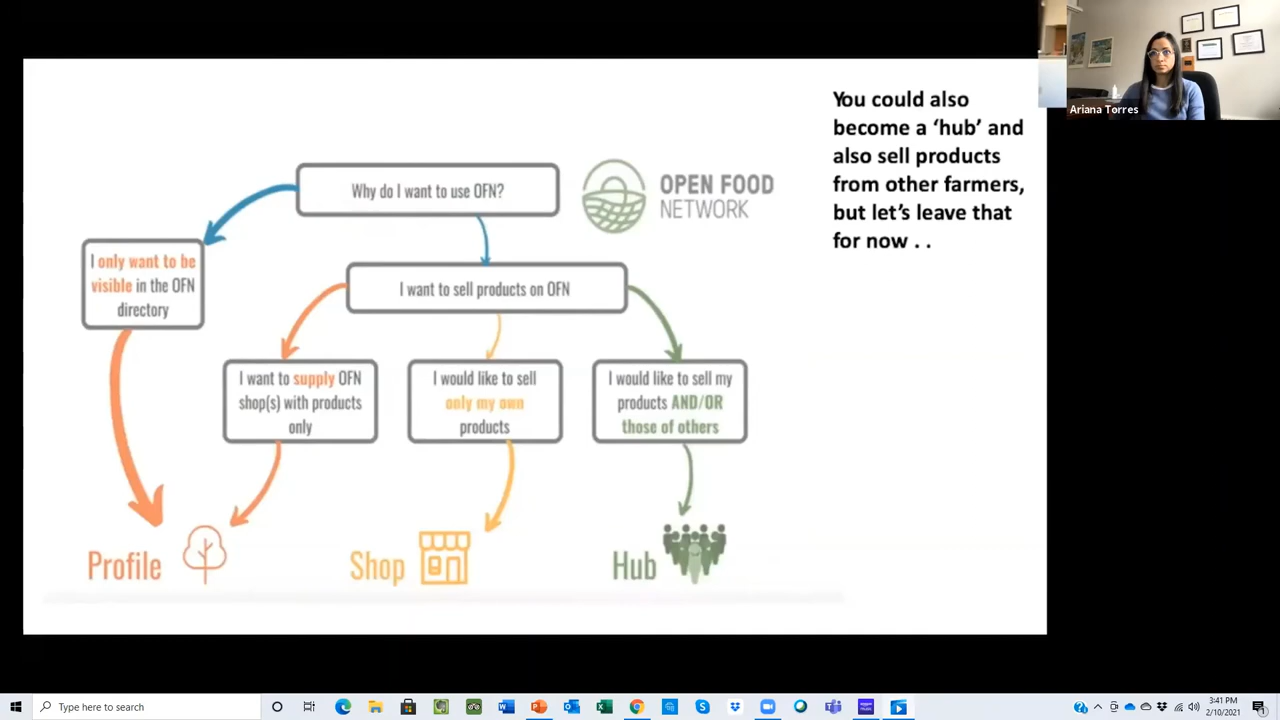 Ariana Torres
You could also
become a ‘hub’ and
also sell products
from other farmers,
but let’s leave that
for now . .
Why do I want to use OFN?
OPEN FOOD
NETWORK
I only want to be
visible in the OFN
directory
I want to sell products on OFN
I want to supply OFN
shop(s) with products
only
I would like to sell
only my own
products
I would like to sell my
products AND/OR
those of others
Profile
Shop
Hub
Type here to search
3:41 PM
2/10/2021